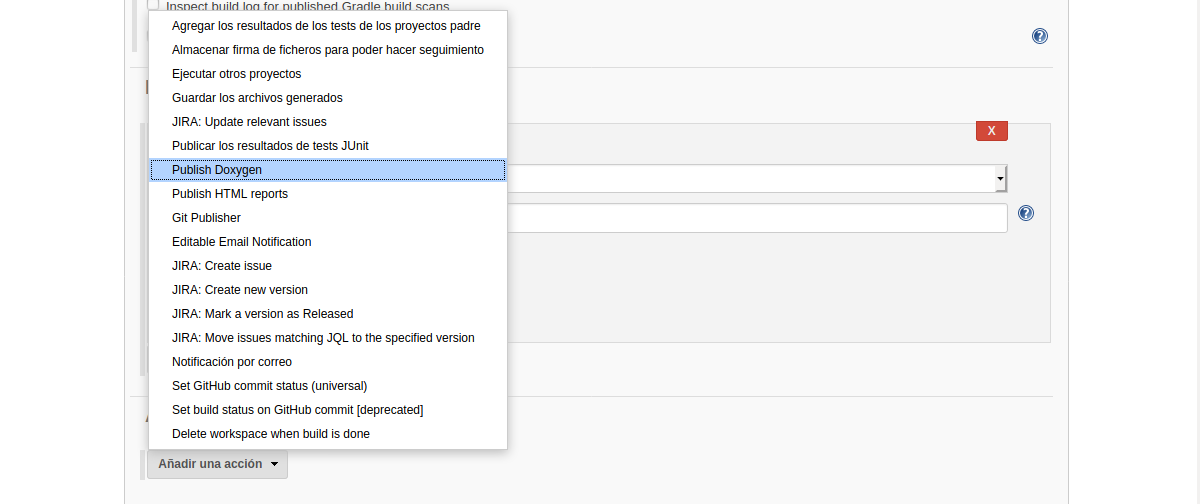 Inspect build log for published Gradle build scans
Agregar los resultados de los tests de los proyectos padre
Almacenar firma de ficheros para poder hacer seguimiento
Ejecutar otros proyectos
Guardar los archivos generados
JIRA: Update relevant issues
Publicar los resultados de tests JUnit
Publish Doxygen
Publish HTML reports
Git Publisher
Editable Email Notification
JIRA: Create issue
JIRA: Create new version
JIRA: Mark a version as Released
JIRA: Move issues matching JQL to the specified version
Notificación por correo
Set GitHub commit status (universal)
Set build status on GitHub commit [deprecated]
Delete workspace when build is done
X
?
?
Añadir una acción